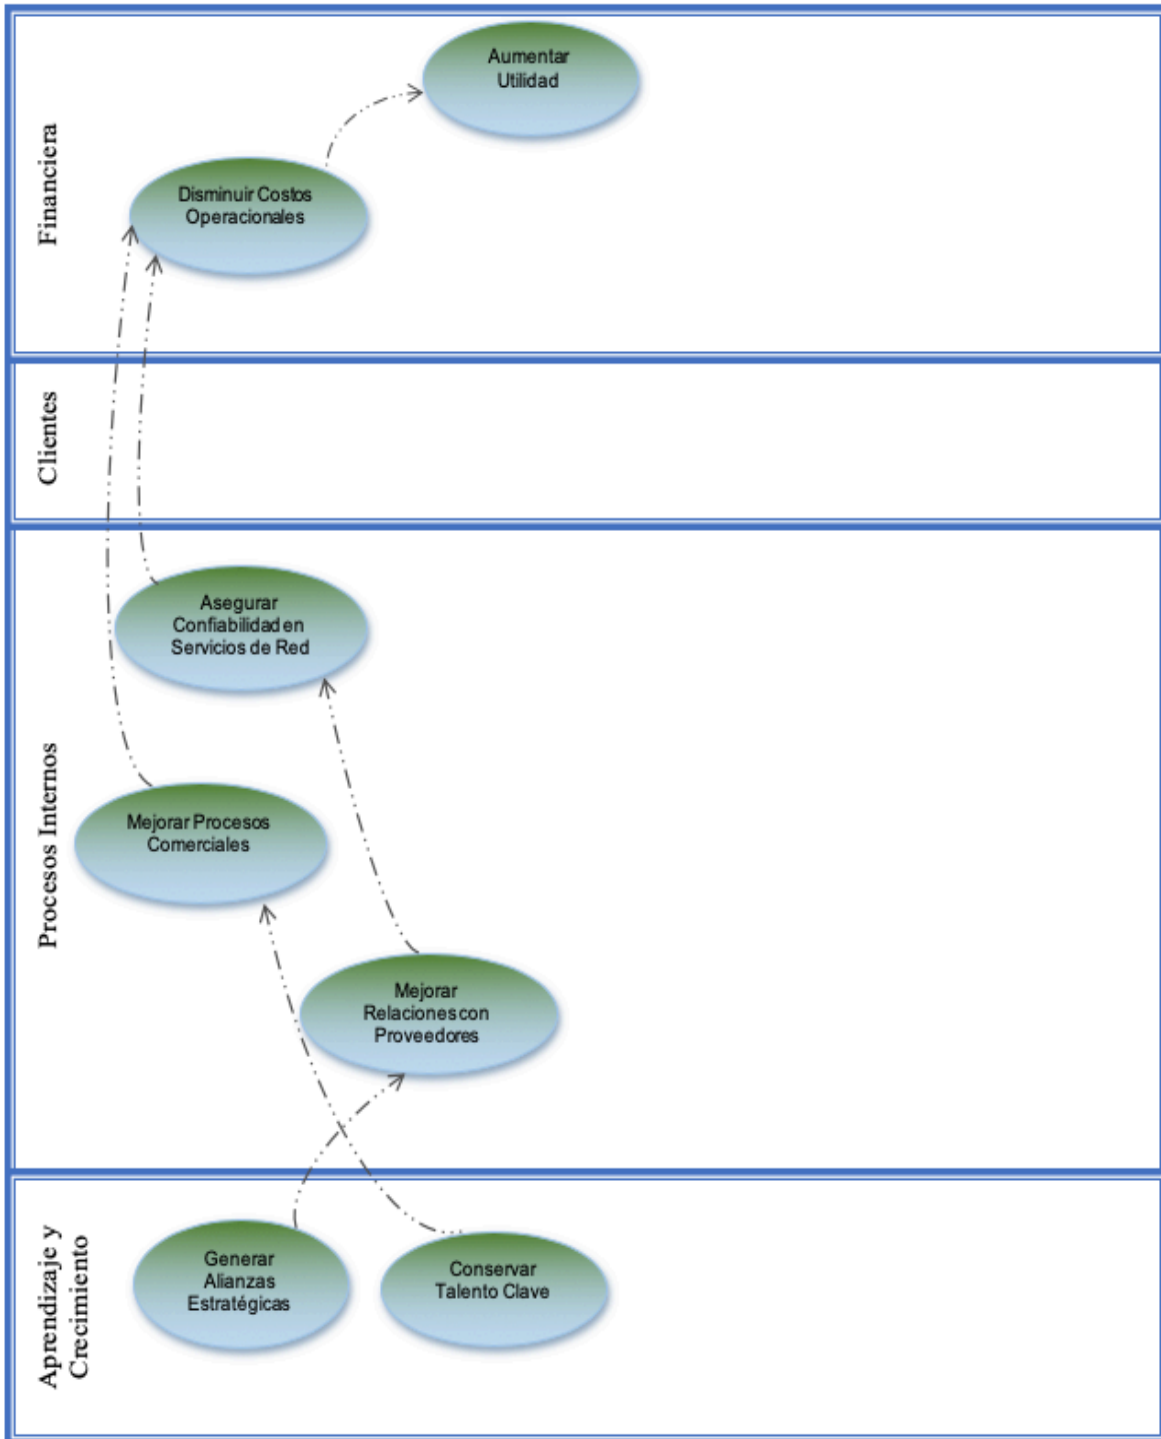 Financiera
Aumentar
Utilidad
Disminuir Costos
Operacionales
Clientes
Procesos Internos
Asegurar
Confiabilidad en
Servicios de Red
Mejorar Procesos
Comerciales
Mejorar
Relaciones con
Proveedores
Aprendizaje y
Crecimiento
Generar
Alianzas
Estratégicas
Conservar
Talento Clave